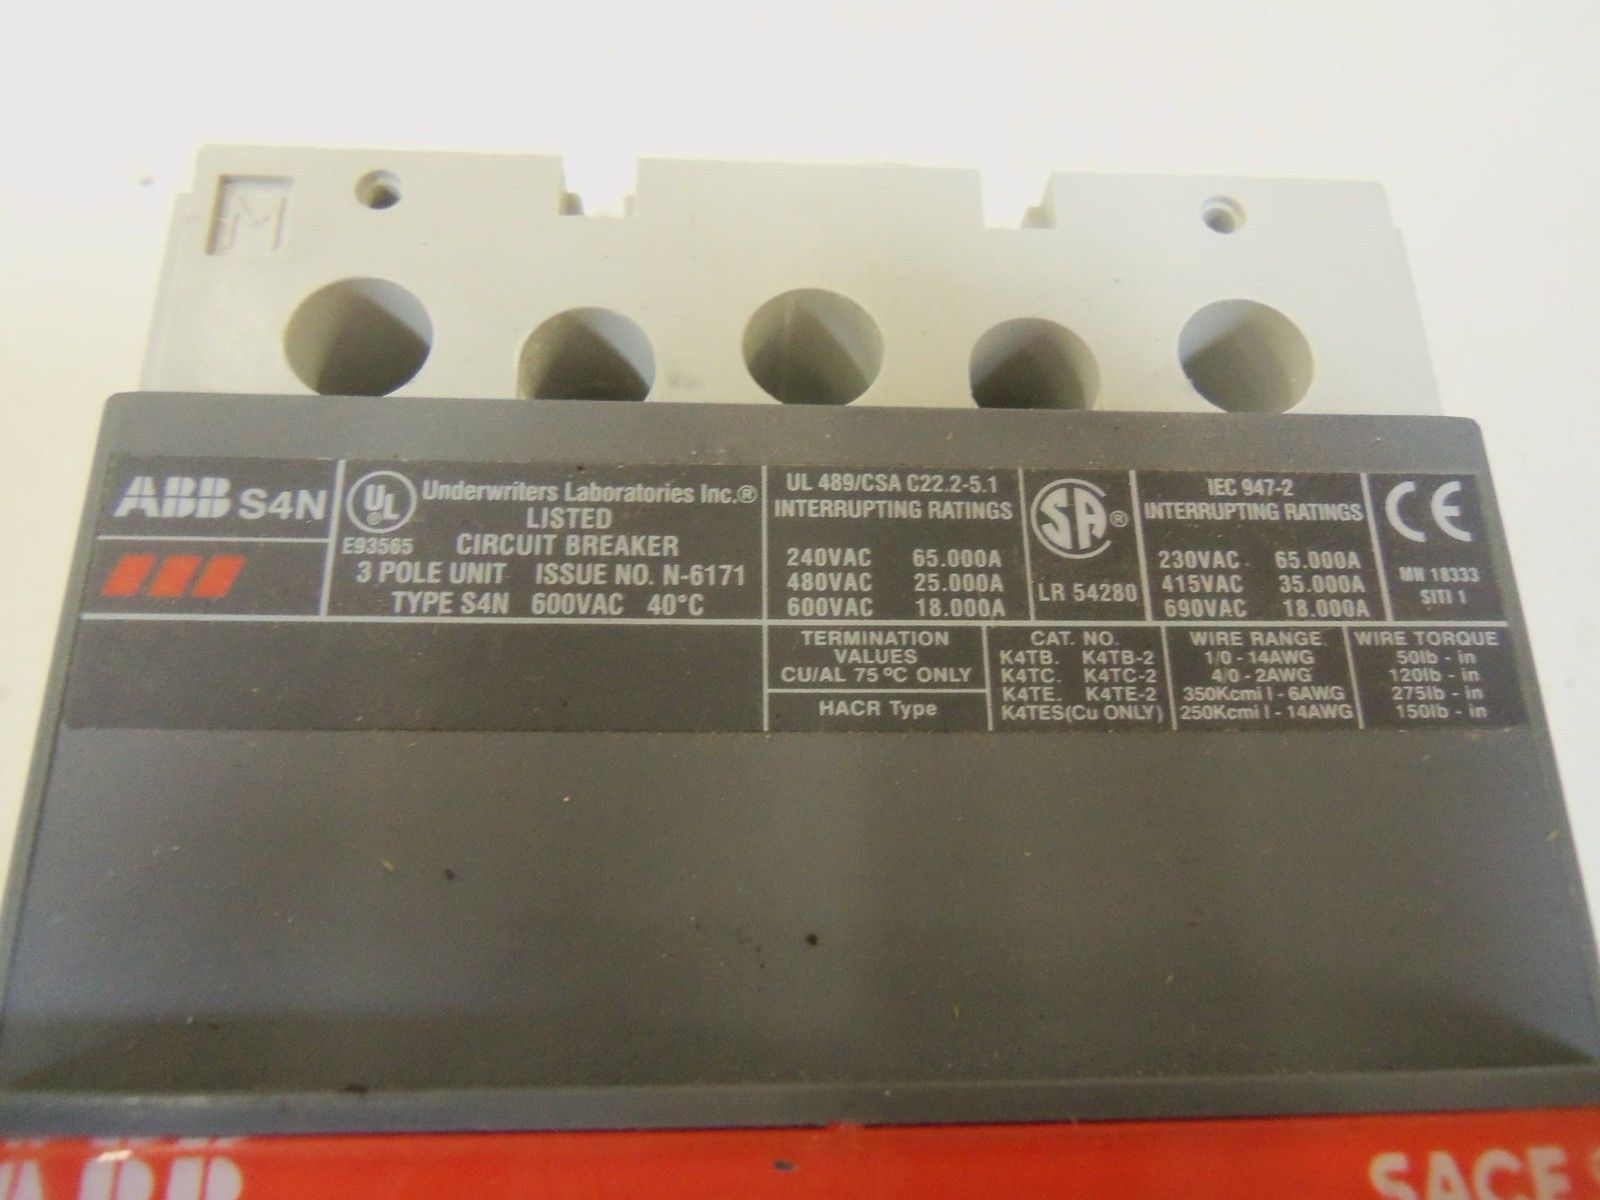 ABB S4N
UL
E93565
Underwriters Laboratories Inc.®
LISTED
CIRCUIT BREAKER
3 POLE UNIT ISSUE NO. N-6171
TYPE S4N 600VAC 40°C
UL 489/CSA C22.2-5.1
INTERRUPTING RATINGS
240VAC 65.000A
480VAC 25.000A
600VAC 18.000A
SA®
LR 54280
IEC 947-2
INTERRUPTING RATINGS
230VAC 65.000A
415VAC 35.000A
690VAC 18.000A
CE
MN 18333
SITI 1
TERMINATION
VALUES
CU/AL 75°C ONLY
HACR Type
CAT. NO.
K4TB. K4TB-2
K4TC. K4TC-2
K4TE. K4TE-2
K4TES(Cu ONLY)
WIRE RANGE
1/0 - 14AWG
4/0 - 2AWG
350Kcmil - 6AWG
250Kcmil - 14AWG
WIRE TORQUE
50lb - in
120lb - in
275lb - in
150lb - in
ABB
SACE